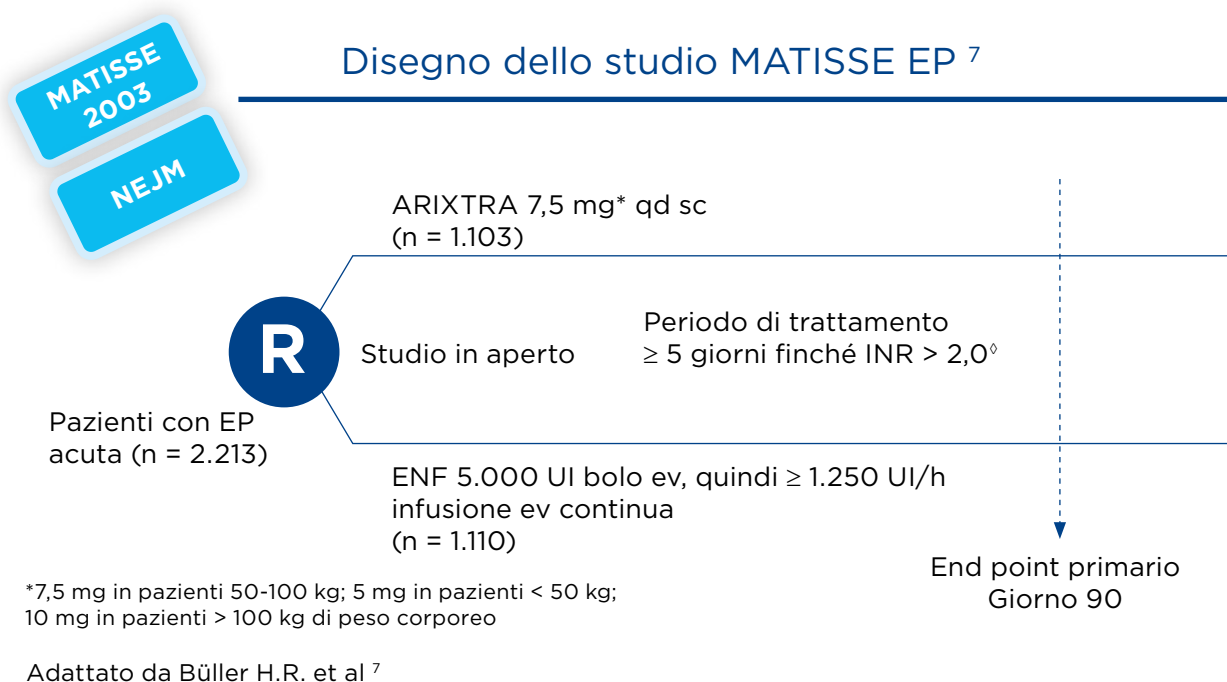 MATISSE
2003
NEJM
Disegno dello studio MATISSE EP ⁷
ARIXTRA 7,5 mg* qd sc
(n = 1.103)
R
Studio in aperto
Periodo di trattamento
≥ 5 giorni finché INR > 2,0◊
Pazienti con EP
acuta (n = 2.213)
ENF 5.000 UI bolo ev, quindi ≥ 1.250 UI/h
infusione ev continua
(n = 1.110)
End point primario
Giorno 90
*7,5 mg in pazienti 50-100 kg; 5 mg in pazienti < 50 kg;
10 mg in pazienti > 100 kg di peso corporeo
Adattato da Büller H.R. et al ⁷